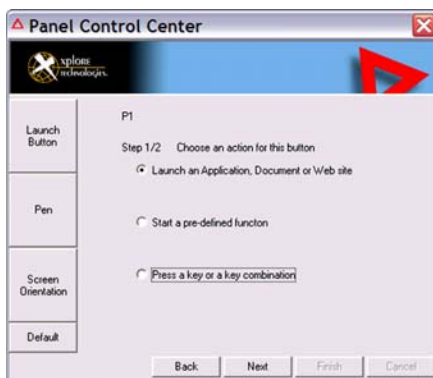 Panel Control Center
xplore
technologies.
Launch
Button
Pen
Screen
Orientation
Default
P1
Step 1/2 Choose an action for this button
Launch an Application, Document or Web site
Start a pre-defined functon
Press a key or a key combination
Back Next Finish Cancel